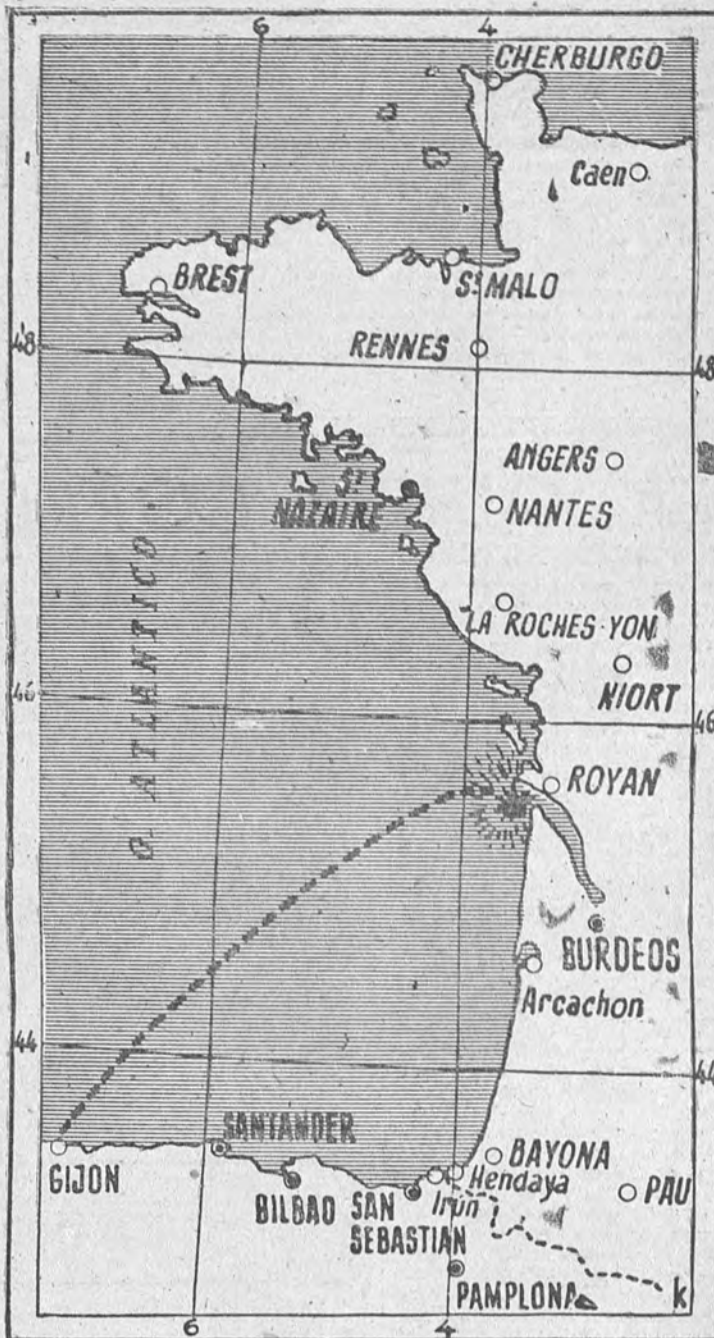 6 4
CHERBURGO
Caen
BREST
St MALO
48
RENNES
48
ANGERS
St
NAZAIRE
NANTES
O. ATLANTICO
LA ROCHES-YON
NIORT
46
46
ROYAN
BURDEOS
Arcachon
44
44
SANTANDER
GIJON
BAYONA
Hendaya
PAU
BILBAO
SAN
SEBASTIAN
Irún
PAMPLONA
k
6 4